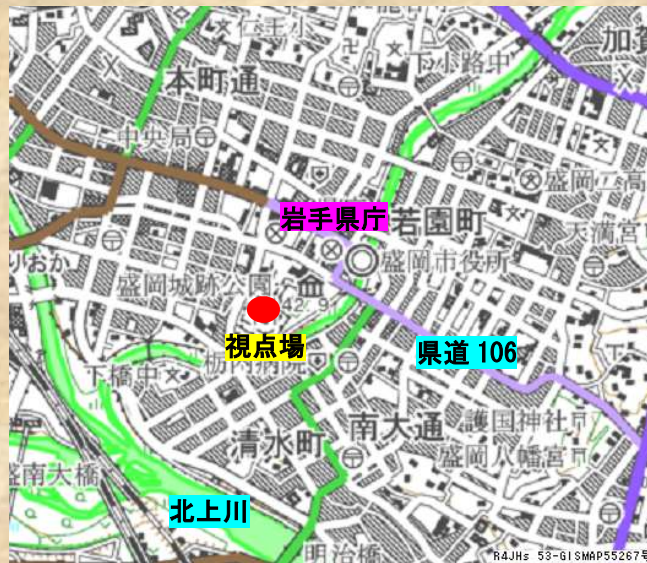 仁王小
加賀
下小路中
本町通
中央局
盛岡二高
岩手県庁
若園町
天満宮
りおか
盛岡城跡公園
盛岡市役所
42.9
視点場
県道 106
栃内病院
下橋中
南大通
護国神社
清水町
盛岡八幡宮
盛南大橋
北上川
明治橋
R4JHs 53-GISMAP55267号